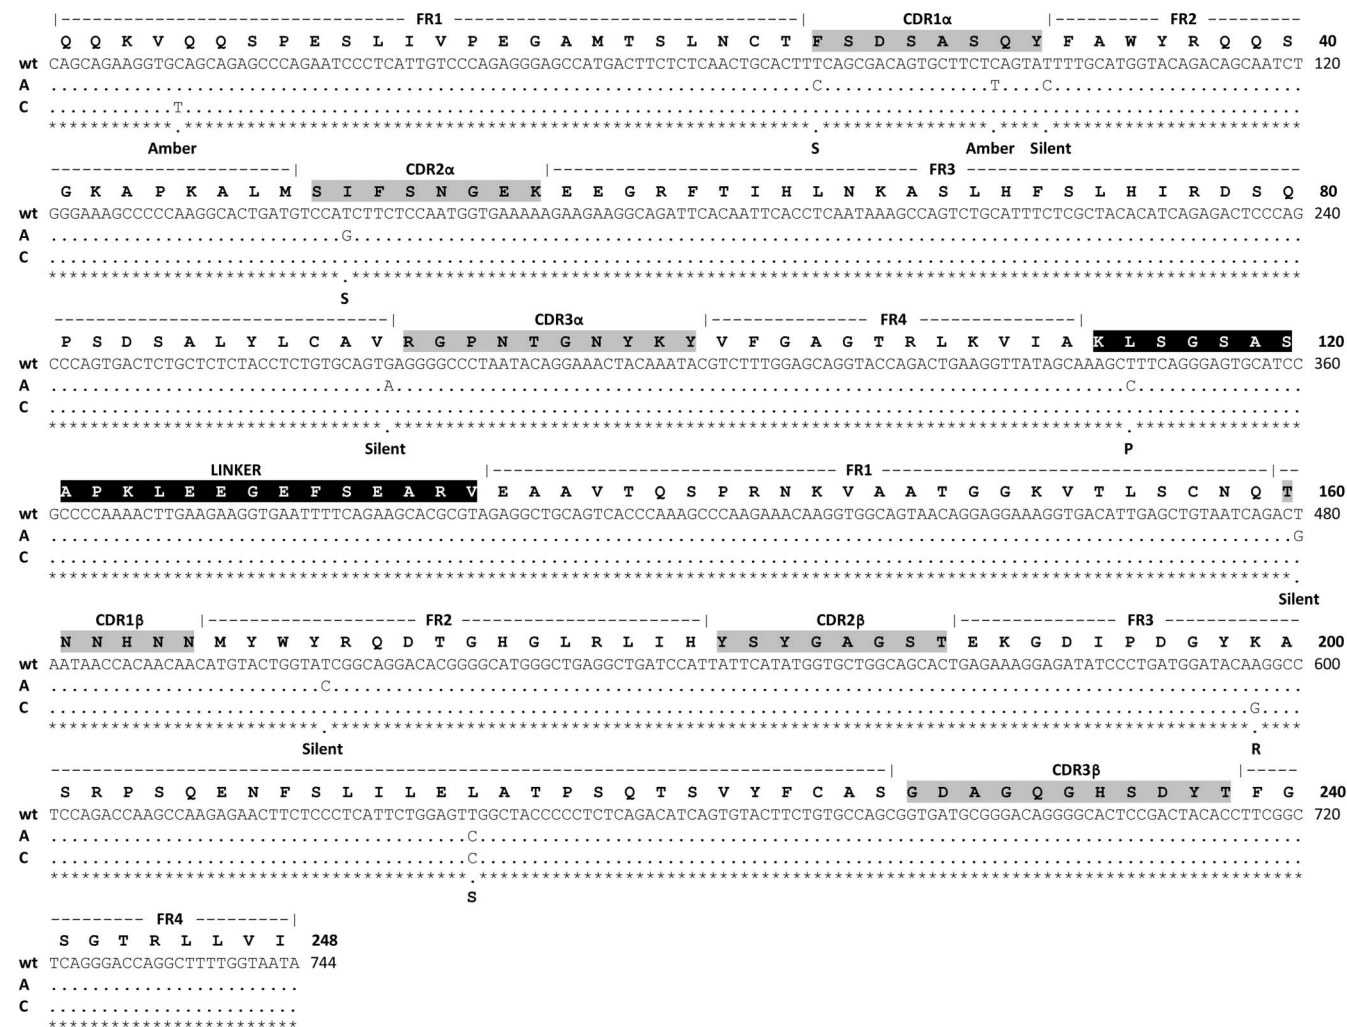 |---------------------------------- FR1 ----------------------------------| CDR1α |----------- FR2 ---------
Q Q K V Q Q S P E S L I V P E G A M T S L N C T F S D S A S Q Y F A W Y R Q Q S 40
wt CAGCAGAAGGTGCAGCAGAGCCCAGAATCCCTCATTGTCCCAGAGGGAGCCATGACTTCTCTCAACTGCACTTTCAGCGACAGTGCTTCTCAGTATTTTGCATGGTACAGACAGCAATCT 120
A .........................................................................C................T....C........................
C ............T...........................................................................................................
************.************************************************************.****************.****.************************
Amber S Amber Silent
-----------------------| CDR2α |----------------------------------- FR3 --------------------------------
G K A P K A L M S I F S N G E K E E G R F T I H L N K A S L H F S L H I R D S Q 80
wt GGGAAAGCCCCCAAGGCACTGATGTCCATCTTCTCCAATGGTGAAAAAGAAGAAGGCAGATTCACAATTCACCTCAATAAAGCCAGTCTGCATTTCTCGCTACACATCAGAGACTCCCAG 240
A ............................G...........................................................................................
C ........................................................................................................................
****************************.*******************************************************************************************
S
--------------------------------| CDR3α |---------------- FR4 -------------|
P S D S A L Y L C A V R G P N T G N Y K Y V F G A G T R L K V I A K L S G S A S 120
wt CCCAGTGACTCTGCTCTCTACCTCTGTGCAGTGAGGGGCCCTAATACAGGAAACTACAAATACGTCTTTGGAGCAGGTACCAGACTGAAGGTTATAGCAAAGCTTTCAGGGAGTGCATCC 360
A ................................A......................................................................C................
C ........................................................................................................................
********************************.**********************************************************************.****************
Silent P
LINKER |--------------------------------- FR1 -------------------------------------| --
A P K L E E G E F S E A R V E A A V T Q S P R N K V A A T G G K V T L S C N Q T 160
wt GCCCCAAAACTTGAAGAAGGTGAATTTTCAGAAGCACGCGTAGAGGCTGCAGTCACCCAAAGCCCAAGAAACAAGGTGGCAGTAACAGGAGGAAAGGTGACATTGAGCTGTAATCAGACT 480
A .......................................................................................................................G
C ........................................................................................................................
***********************************************************************************************************************.
Silent
CDR1β |-------------------- FR2 ------------------------| CDR2β |---------------- FR3 --------------
N N H N N M Y W Y R Q D T G H G L R L I H Y S Y G A G S T E K G D I P D G Y K A 200
wt AATAACCACAACAACATGTACTGGTATCGGCAGGACACGGGGCATGGGCTGAGGCTGATCCATTATTCATATGGTGCTGGCAGCACTGAGAAAGGAGATATCCCTGATGGATACAAGGCC 600
A ..........................C.............................................................................................
C ...................................................................................................................G....
**************************.****************************************************************************************.****
Silent R
--------------------------------------------------------------------------------| CDR3β |-----
S R P S Q E N F S L I L E L A T P S Q T S V Y F C A S G D A G Q G H S D Y T F G 240
wt TCCAGACCAAGCCAAGAGAACTTCTCCCTCATTCTGGAGTTGGCTACCCCCTCTCAGACATCAGTGTACTTCTGTGCCAGCGGTGATGCGGGACAGGGGCACTCCGACTACACCTTCGGC 720
A ........................................C...............................................................................
C ........................................C...............................................................................
****************************************.*******************************************************************************
S
--------- FR4 ---------|
S G T R L L V I 248
wt TCAGGGACCAGGCTTTTGGTAATA 744
A ........................
C ........................
************************